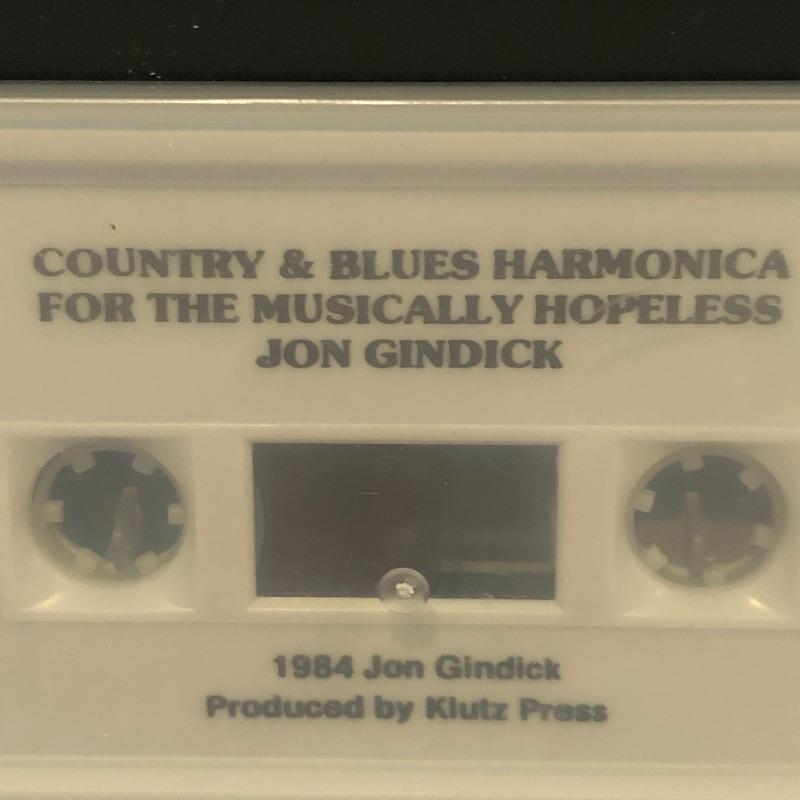 COUNTRY & BLUES HARMONICA
FOR THE MUSICALLY HOPELESS
JON GINDICK
1984 Jon Gindick
Produced by Klutz Press